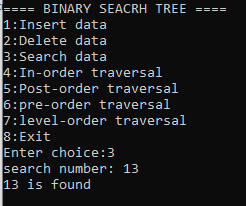 ==== BINARY SEACRH TREE ====
1:Insert data
2:Delete data
3:Search data
4:In-order traversal
5:Post-order traversal
6:pre-order traversal
7:level-order traversal
8:Exit
Enter choice:3
search number: 13
13 is found